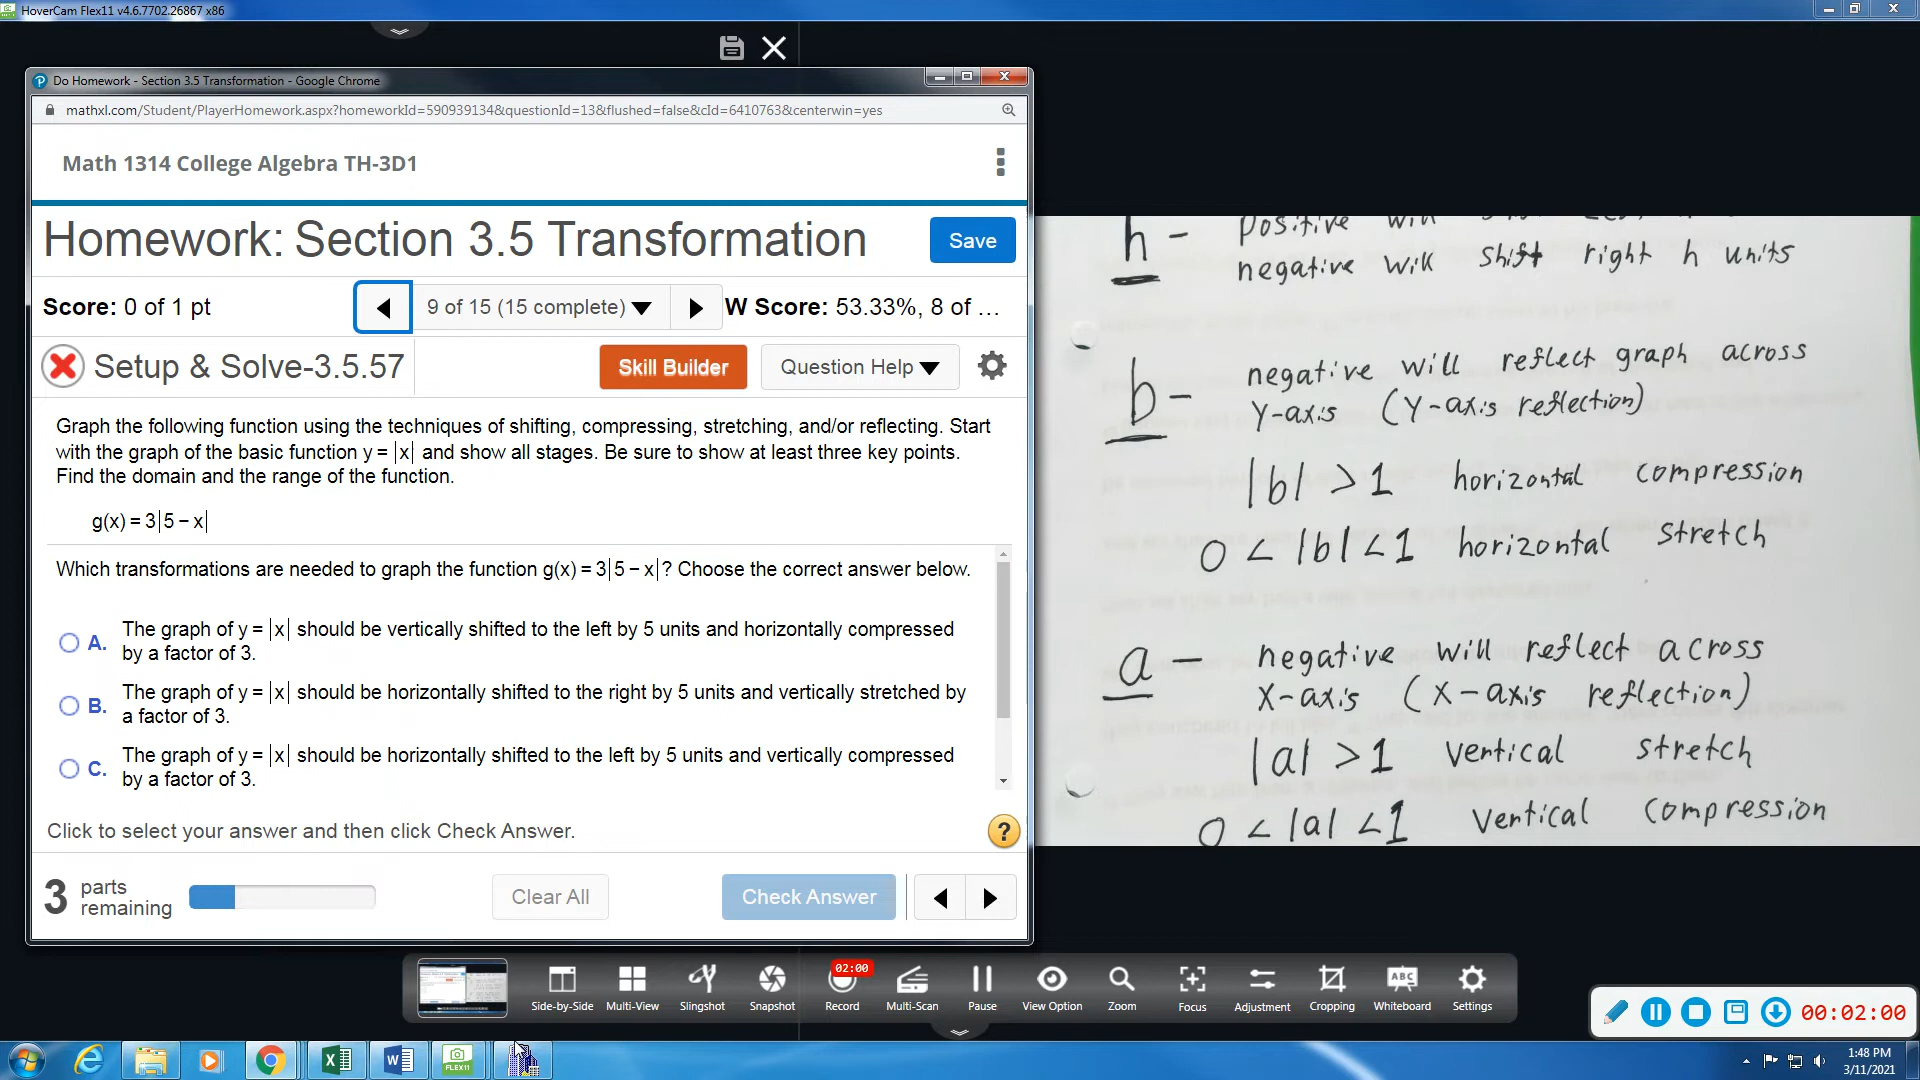 HoverCam Flex11 v4.6.7702.26867 x86
Do Homework - Section 3.5 Transformation - Google Chrome
mathxl.com/Student/PlayerHomework.aspx?homeworkId=590939134&questionId=13&flushed=false&cId=6410763&centerwin=yes
Math 1314 College Algebra TH-3D1
Homework: Section 3.5 Transformation
Save
Score: 0 of 1 pt
9 of 15 (15 complete)
W Score: 53.33%, 8 of ...
Setup & Solve-3.5.57
Skill Builder
Question Help
Graph the following function using the techniques of shifting, compressing, stretching, and/or reflecting. Start
with the graph of the basic function y = |x| and show all stages. Be sure to show at least three key points.
Find the domain and the range of the function.
g(x) = 3|5 − x|
Which transformations are needed to graph the function g(x) = 3|5 − x|? Choose the correct answer below.
A. The graph of y = |x| should be vertically shifted to the left by 5 units and horizontally compressed
by a factor of 3.
B. The graph of y = |x| should be horizontally shifted to the right by 5 units and vertically stretched by
a factor of 3.
C. The graph of y = |x| should be horizontally shifted to the left by 5 units and vertically compressed
by a factor of 3.
Click to select your answer and then click Check Answer.
?
3 parts
remaining
Clear All
Check Answer
h - positive will
negative will shift right h units
b - negative will reflect graph across
y-axis (y-axis reflection)
|b| > 1 horizontal compression
0 < |b| < 1 horizontal stretch
a - negative will reflect across
x-axis (x-axis reflection)
|a| > 1 vertical stretch
0 < |a| < 1 vertical compression
02:00
Side-by-Side
Multi-View
Slingshot
Snapshot
Record
Multi-Scan
Pause
View Option
Zoom
Focus
Adjustment
Cropping
ABC
Whiteboard
Settings
00:02:00
FLEX11
1:48 PM
3/11/2021